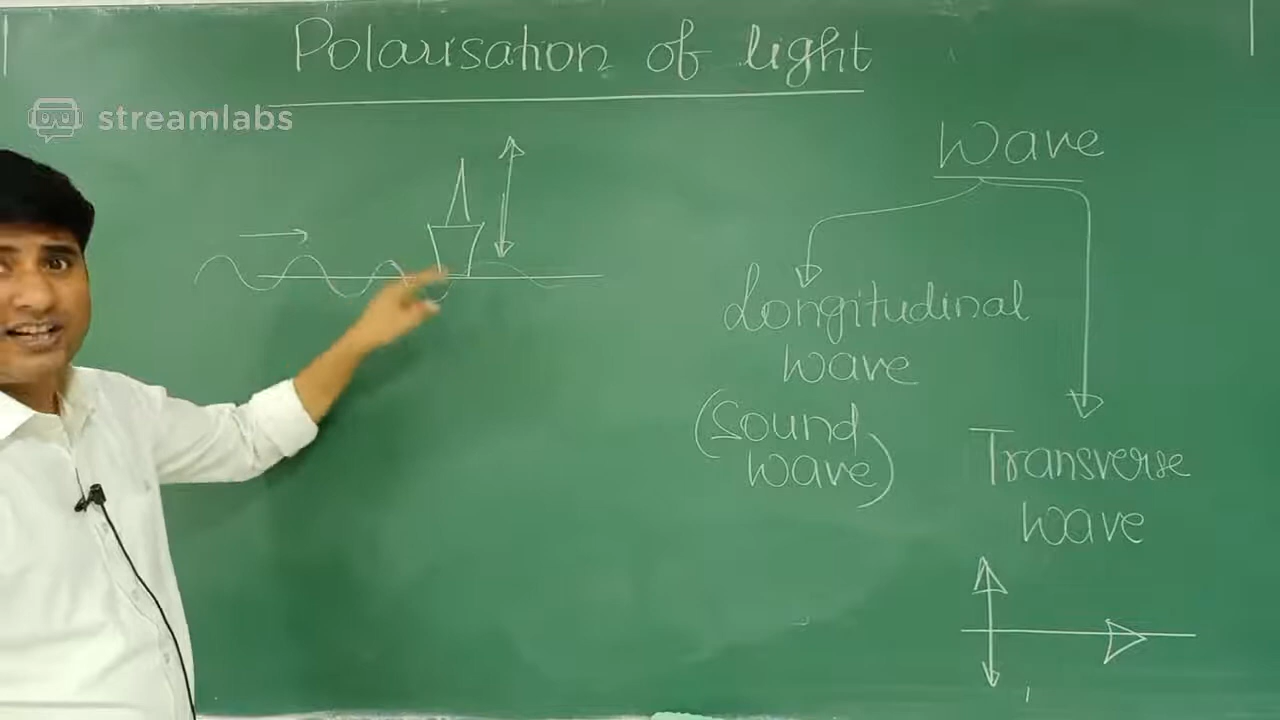 Polarisation of light
streamlabs
Wave
Longitudinal
wave
(Sound
wave)
Transverse
wave